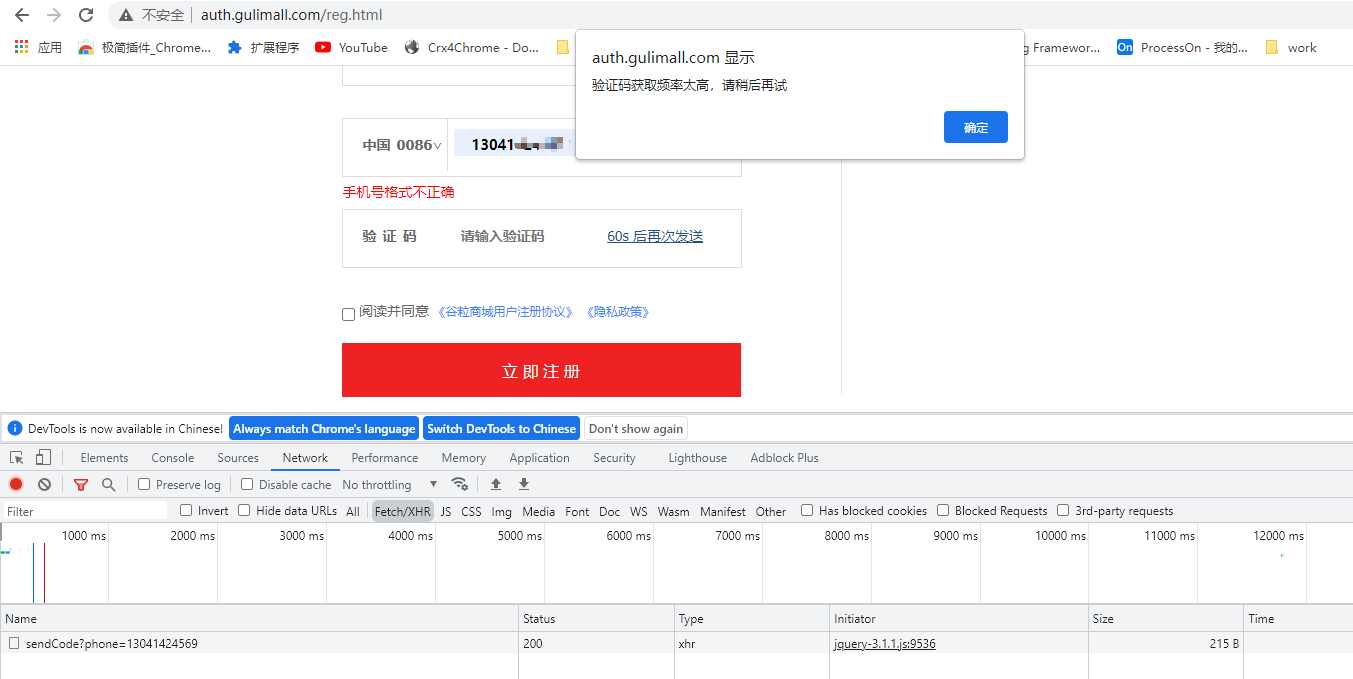 不安全 auth.gulimall.com/reg.html
应用 极简插件_Chrome... 扩展程序 YouTube Crx4Chrome - Do... g Framewor... On ProcessOn - 我的... work
auth.gulimall.com 显示
验证码获取频率太高，请稍后再试
确定
中国 0086 13041
手机号格式不正确
验 证 码 请输入验证码 60s 后再次发送
阅读并同意 《谷粒商城用户注册协议》 《隐私政策》
立 即 注 册
DevTools is now available in Chinese! Always match Chrome's language Switch DevTools to Chinese Don't show again
Elements Console Sources Network Performance Memory Application Security Lighthouse Adblock Plus
Preserve log Disable cache No throttling
Filter Invert Hide data URLs All Fetch/XHR JS CSS Img Media Font Doc WS Wasm Manifest Other Has blocked cookies Blocked Requests 3rd-party requests
1000 ms 2000 ms 3000 ms 4000 ms 5000 ms 6000 ms 7000 ms 8000 ms 9000 ms 10000 ms 11000 ms 12000 ms
Name Status Type Initiator Size Time
sendCode?phone=13041424569 200 xhr jquery-3.1.1.js:9536 215 B